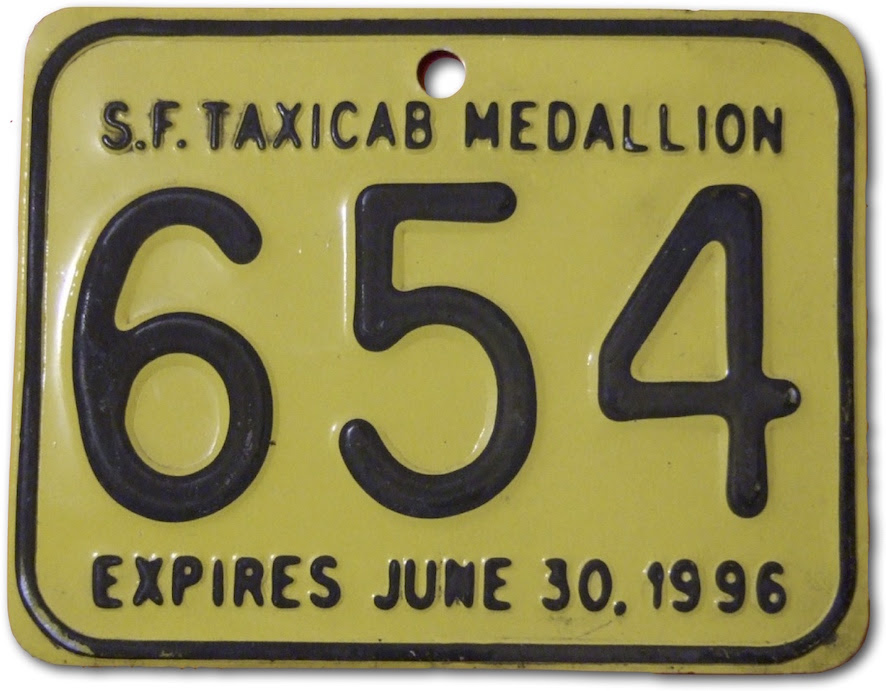 S.F. TAXICAB MEDALLION
654
EXPIRES JUNE 30, 1996